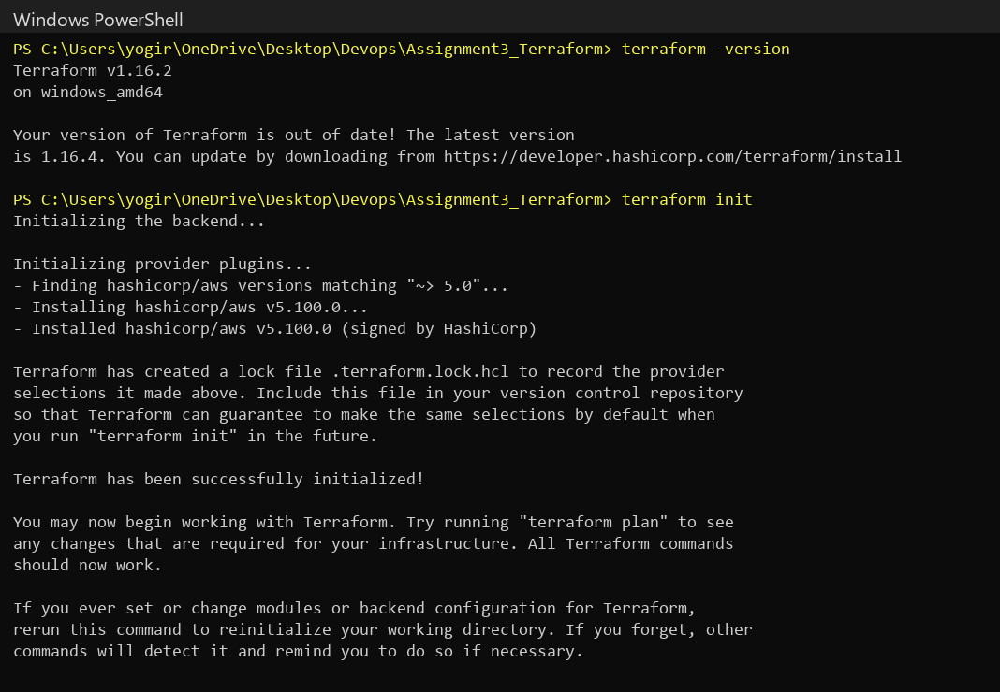 Windows PowerShell
PS C:\Users\yogir\OneDrive\Desktop\Devops\Assignment3_Terraform> terraform -version
Terraform v1.16.2
on windows_amd64
Your version of Terraform is out of date! The latest version
is 1.16.4. You can update by downloading from https://developer.hashicorp.com/terraform/install
PS C:\Users\yogir\OneDrive\Desktop\Devops\Assignment3_Terraform> terraform init
Initializing the backend...
Initializing provider plugins...
- Finding hashicorp/aws versions matching "~> 5.0"...
- Installing hashicorp/aws v5.100.0...
- Installed hashicorp/aws v5.100.0 (signed by HashiCorp)
Terraform has created a lock file .terraform.lock.hcl to record the provider
selections it made above. Include this file in your version control repository
so that Terraform can guarantee to make the same selections by default when
you run "terraform init" in the future.
Terraform has been successfully initialized!
You may now begin working with Terraform. Try running "terraform plan" to see
any changes that are required for your infrastructure. All Terraform commands
should now work.
If you ever set or change modules or backend configuration for Terraform,
rerun this command to reinitialize your working directory. If you forget, other
commands will detect it and remind you to do so if necessary.